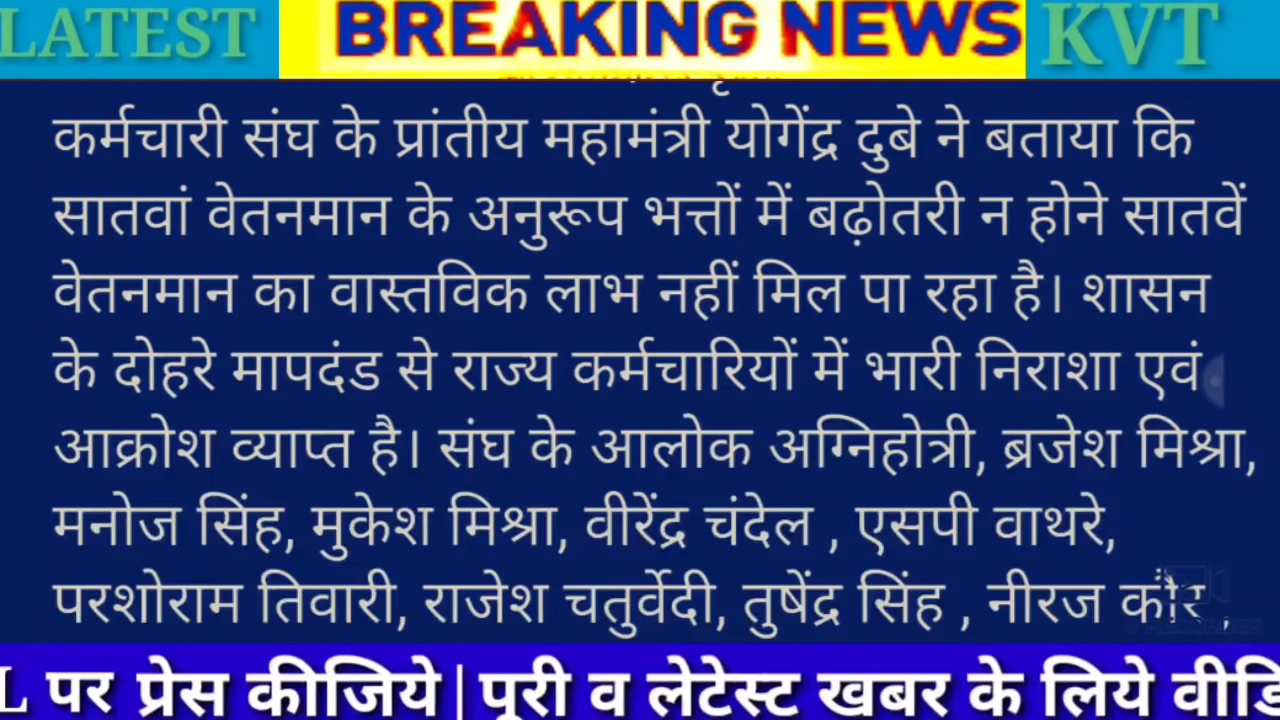 LATEST BREAKING NEWS KVT
कर्मचारी संघ के प्रांतीय महामंत्री योगेंद्र दुबे ने बताया कि
सातवां वेतनमान के अनुरूप भत्तों में बढ़ोतरी न होने सातवें
वेतनमान का वास्तविक लाभ नहीं मिल पा रहा है। शासन
के दोहरे मापदंड से राज्य कर्मचारियों में भारी निराशा एवं
आक्रोश व्याप्त है। संघ के आलोक अग्निहोत्री, ब्रजेश मिश्रा,
मनोज सिंह, मुकेश मिश्रा, वीरेंद्र चंदेल , एसपी वाथरे,
परशोराम तिवारी, राजेश चतुर्वेदी, तुषेंद्र सिंह , नीरज कौर ,
L पर प्रेस कीजिये | पूरी व लेटेस्ट खबर के लिये वीडि